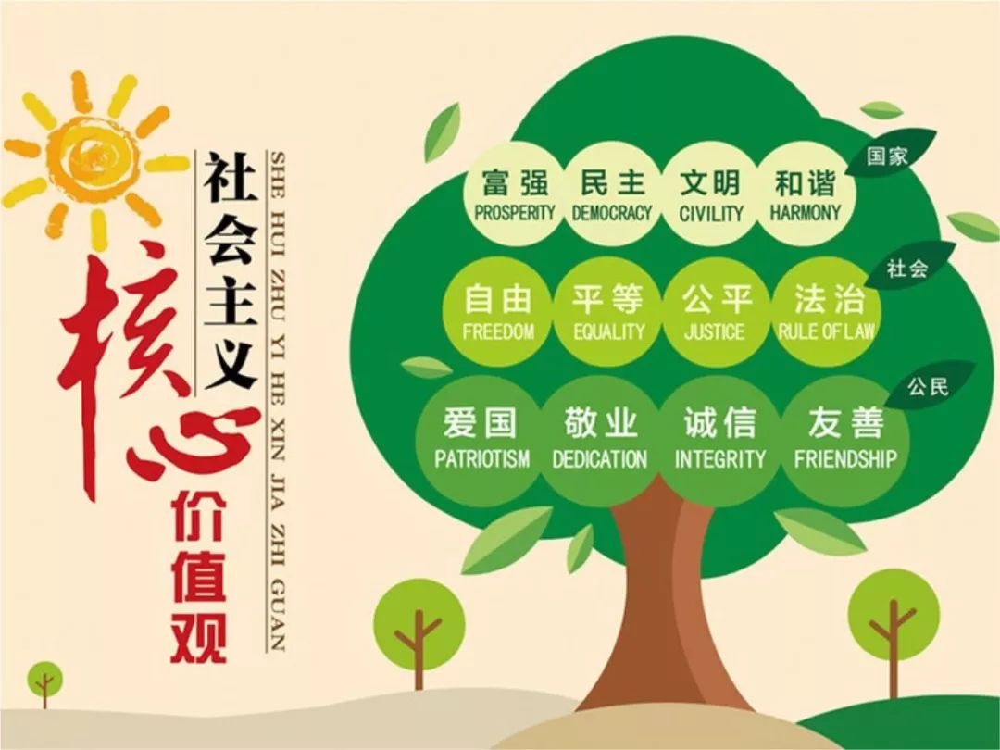 社会主义
核心
价值观
SHE HUI ZHU YI HE XIN JIA ZHI GUAN
国家
富强 民主 文明 和谐
PROSPERITY DEMOCRACY CIVILITY HARMONY
社会
自由 平等 公平 法治
FREEDOM EQUALITY JUSTICE RULE OF LAW
公民
爱国 敬业 诚信 友善
PATRIOTISM DEDICATION INTEGRITY FRIENDSHIP